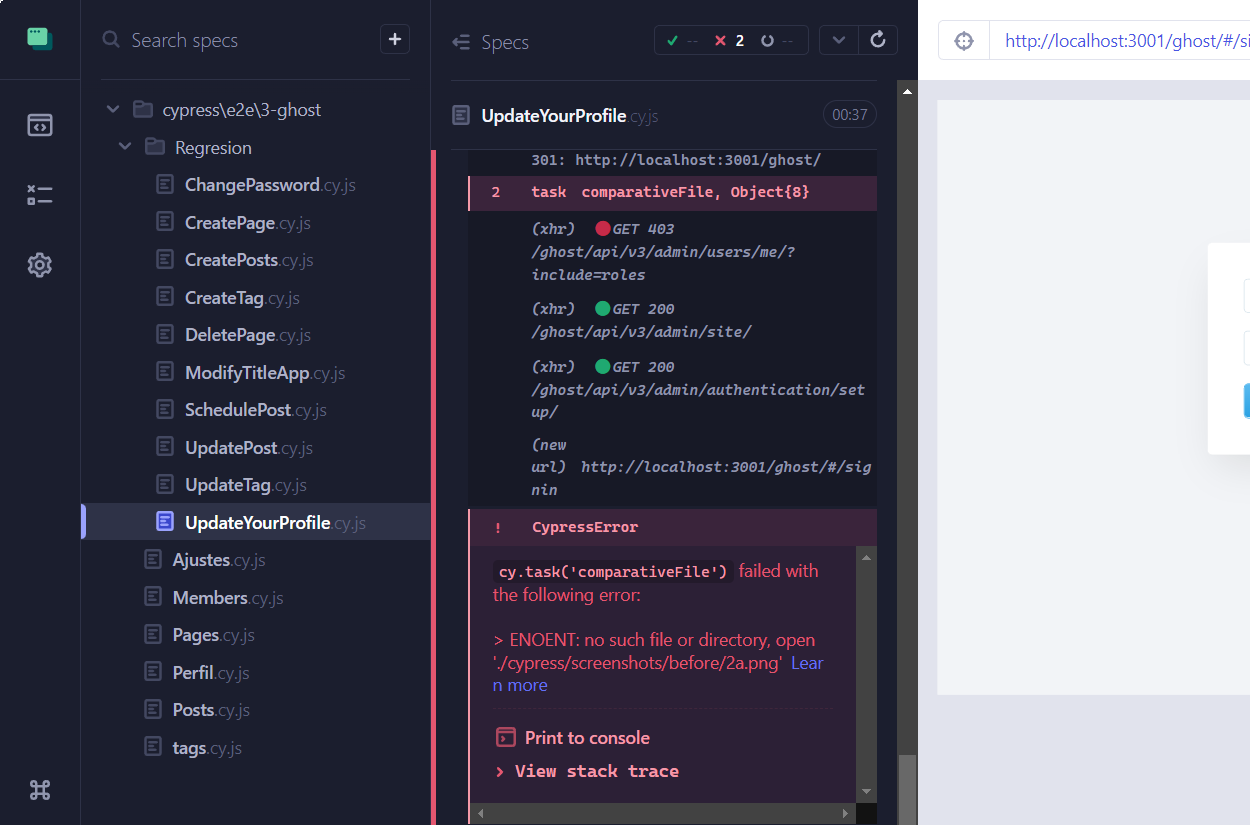 Search specs
+
cypress\e2e\3-ghost
Regresion
ChangePassword.cy.js
CreatePage.cy.js
CreatePosts.cy.js
CreateTag.cy.js
DeletePage.cy.js
ModifyTitleApp.cy.js
SchedulePost.cy.js
UpdatePost.cy.js
UpdateTag.cy.js
UpdateYourProfile.cy.js
Ajustes.cy.js
Members.cy.js
Pages.cy.js
Perfil.cy.js
Posts.cy.js
tags.cy.js
Specs
-- 2 --
UpdateYourProfile.cy.js 00:37
301: http://localhost:3001/ghost/
2 task comparativeFile, Object{8}
(xhr) GET 403
/ghost/api/v3/admin/users/me/?
include=roles
(xhr) GET 200
/ghost/api/v3/admin/site/
(xhr) GET 200
/ghost/api/v3/admin/authentication/set
up/
(new
url) http://localhost:3001/ghost/#/sig
nin
! CypressError
cy.task('comparativeFile') failed with
the following error:
> ENOENT: no such file or directory, open
'./cypress/screenshots/before/2a.png' Lear
n more
Print to console
> View stack trace
http://localhost:3001/ghost/#/si